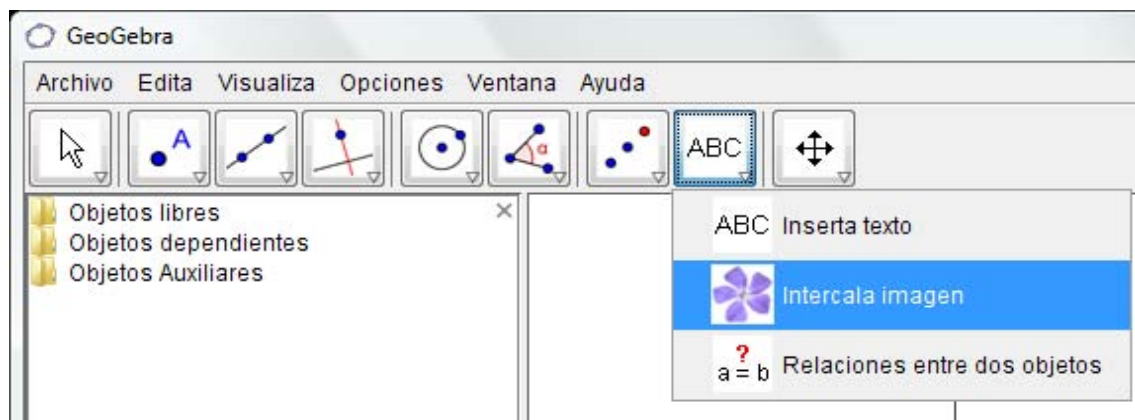 GeoGebra
Archivo Edita Visualiza Opciones Ventana Ayuda
A
α
ABC
Objetos libres
Objetos dependientes
Objetos Auxiliares
ABC Inserta texto
Intercala imagen
? a = b Relaciones entre dos objetos